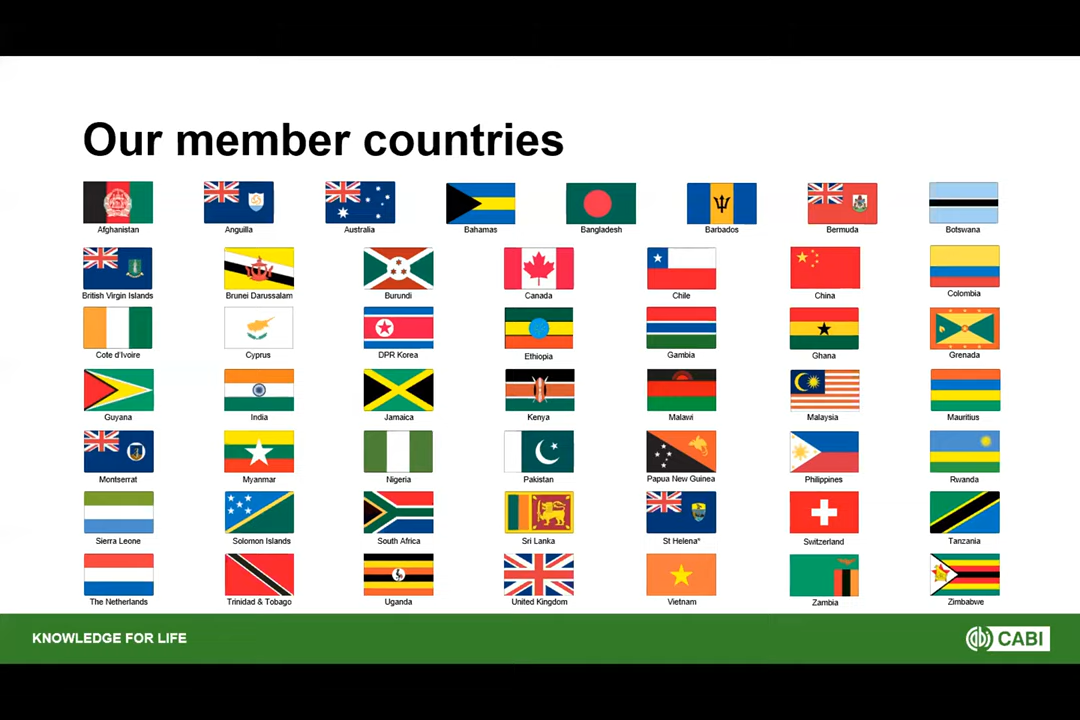 Our member countries
Afghanistan Anguilla Australia Bahamas Bangladesh Barbados Bermuda Botswana
British Virgin Islands Brunei Darussalam Burundi Canada Chile China Colombia
Cote d'Ivoire Cyprus DPR Korea Ethiopia Gambia Ghana Grenada
Guyana India Jamaica Kenya Malawi Malaysia Mauritius
Montserrat Myanmar Nigeria Pakistan Papua New Guinea Philippines Rwanda
Sierra Leone Solomon Islands South Africa Sri Lanka St Helena* Switzerland Tanzania
The Netherlands Trinidad & Tobago Uganda United Kingdom Vietnam Zambia Zimbabwe
KNOWLEDGE FOR LIFE
CABI